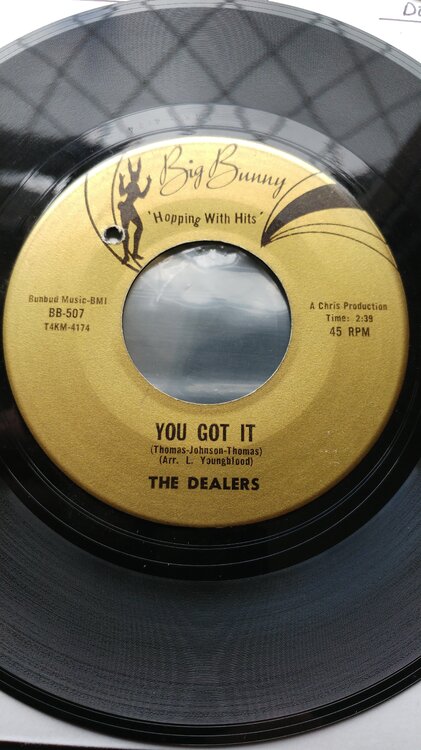 Big Bunny
'Hopping With Hits'
Bunbud Music-BMI
BB-507
T4KM-4174
A Chris Production
Time: 2:39
45 RPM
YOU GOT IT
(Thomas-Johnson-Thomas)
(Arr. L. Youngblood)
THE DEALERS